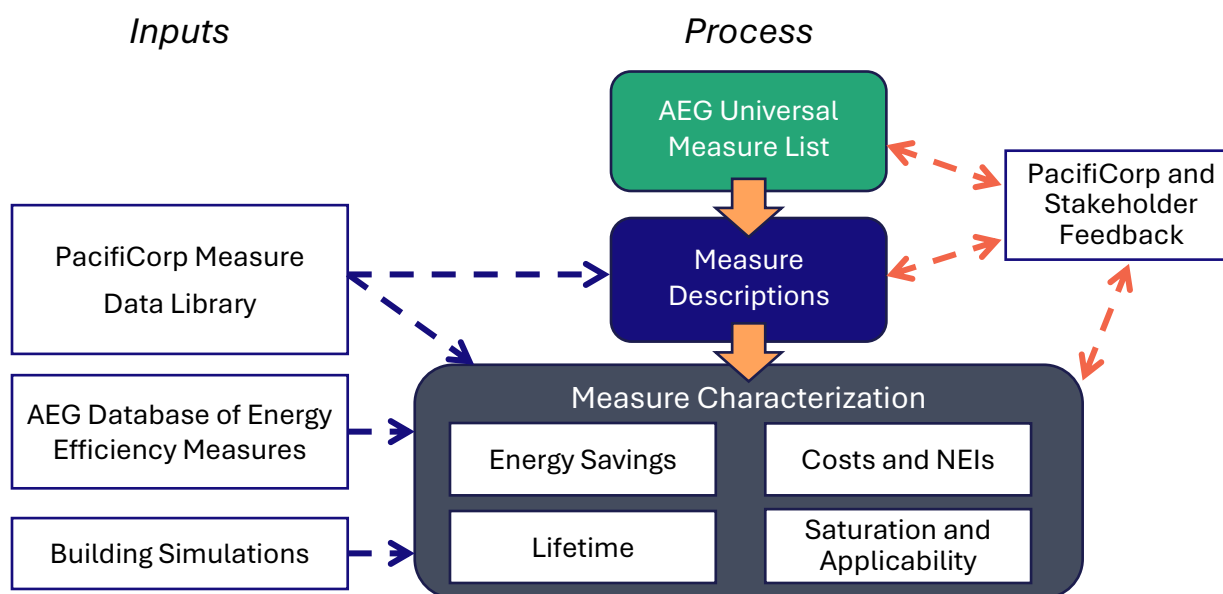 Inputs
Process
AEG Universal
Measure List
PacifiCorp and
Stakeholder
Feedback
PacifiCorp Measure
Data Library
Measure
Descriptions
Measure Characterization
AEG Database of Energy
Efficiency Measures
Energy Savings
Costs and NEIs
Building Simulations
Lifetime
Saturation and
Applicability